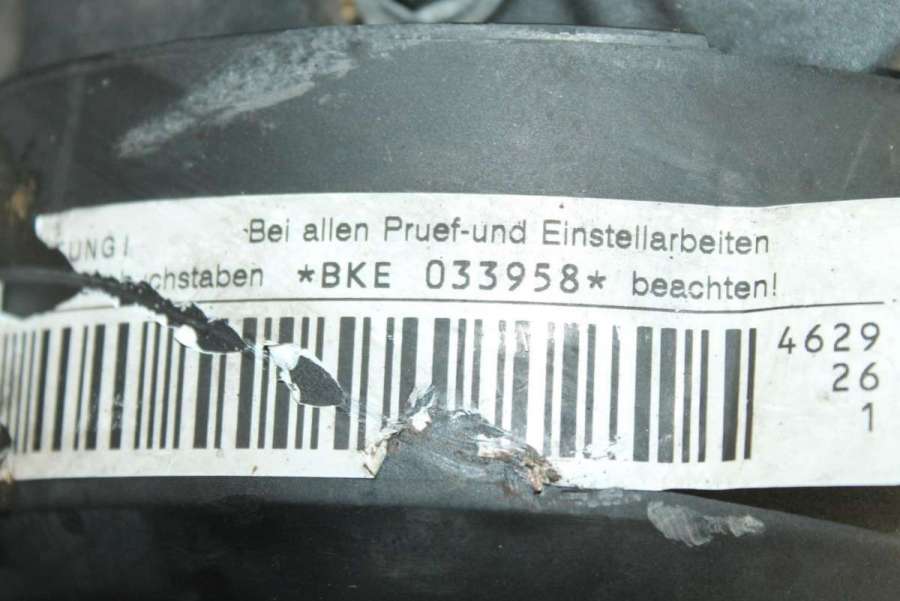 UNG! Bei allen Pruef-und Einstellarbeiten
chstaben *BKE 033958* beachten!
4629
26
1